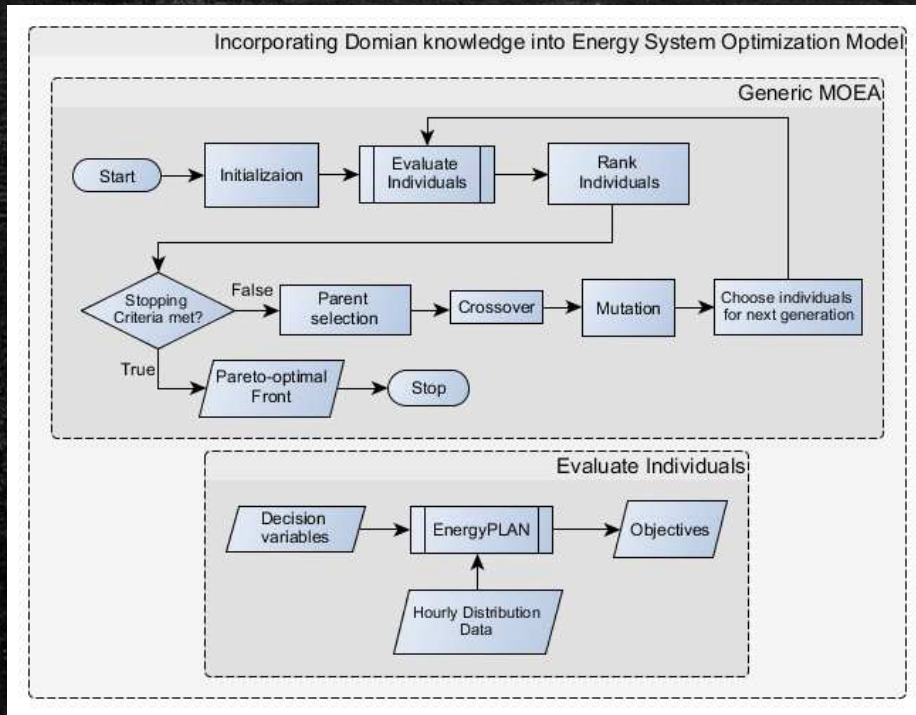 Incorporating Domian knowledge into Energy System Optimization Model
Generic MOEA
Start
Initializaion
Evaluate
Individuals
Rank
Individuals
Stopping
Criteria met?
False
Parent
selection
Crossover
Mutation
Choose individuals
for next generation
True
Pareto-optimal
Front
Stop
Evaluate Individuals
Decision
variables
EnergyPLAN
Objectives
Hourly Distribution
Data